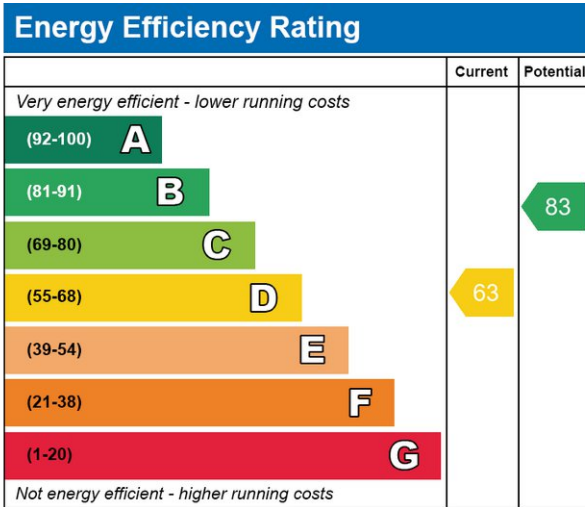 Energy Efficiency Rating
Current Potential
Very energy efficient - lower running costs
(92-100) A
(81-91) B
83
(69-80) C
(55-68) D
63
(39-54) E
(21-38) F
(1-20) G
Not energy efficient - higher running costs